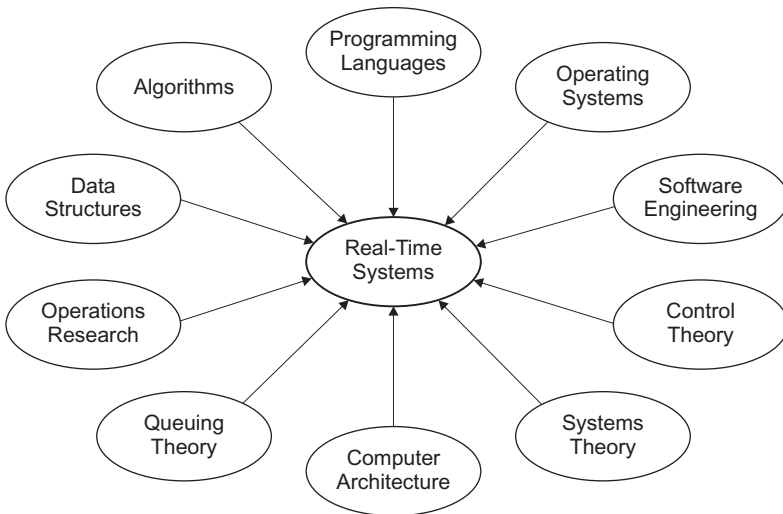 Programming
Languages
Algorithms
Operating
Systems
Data
Structures
Software
Engineering
Real-Time
Systems
Operations
Research
Control
Theory
Queuing
Theory
Systems
Theory
Computer
Architecture